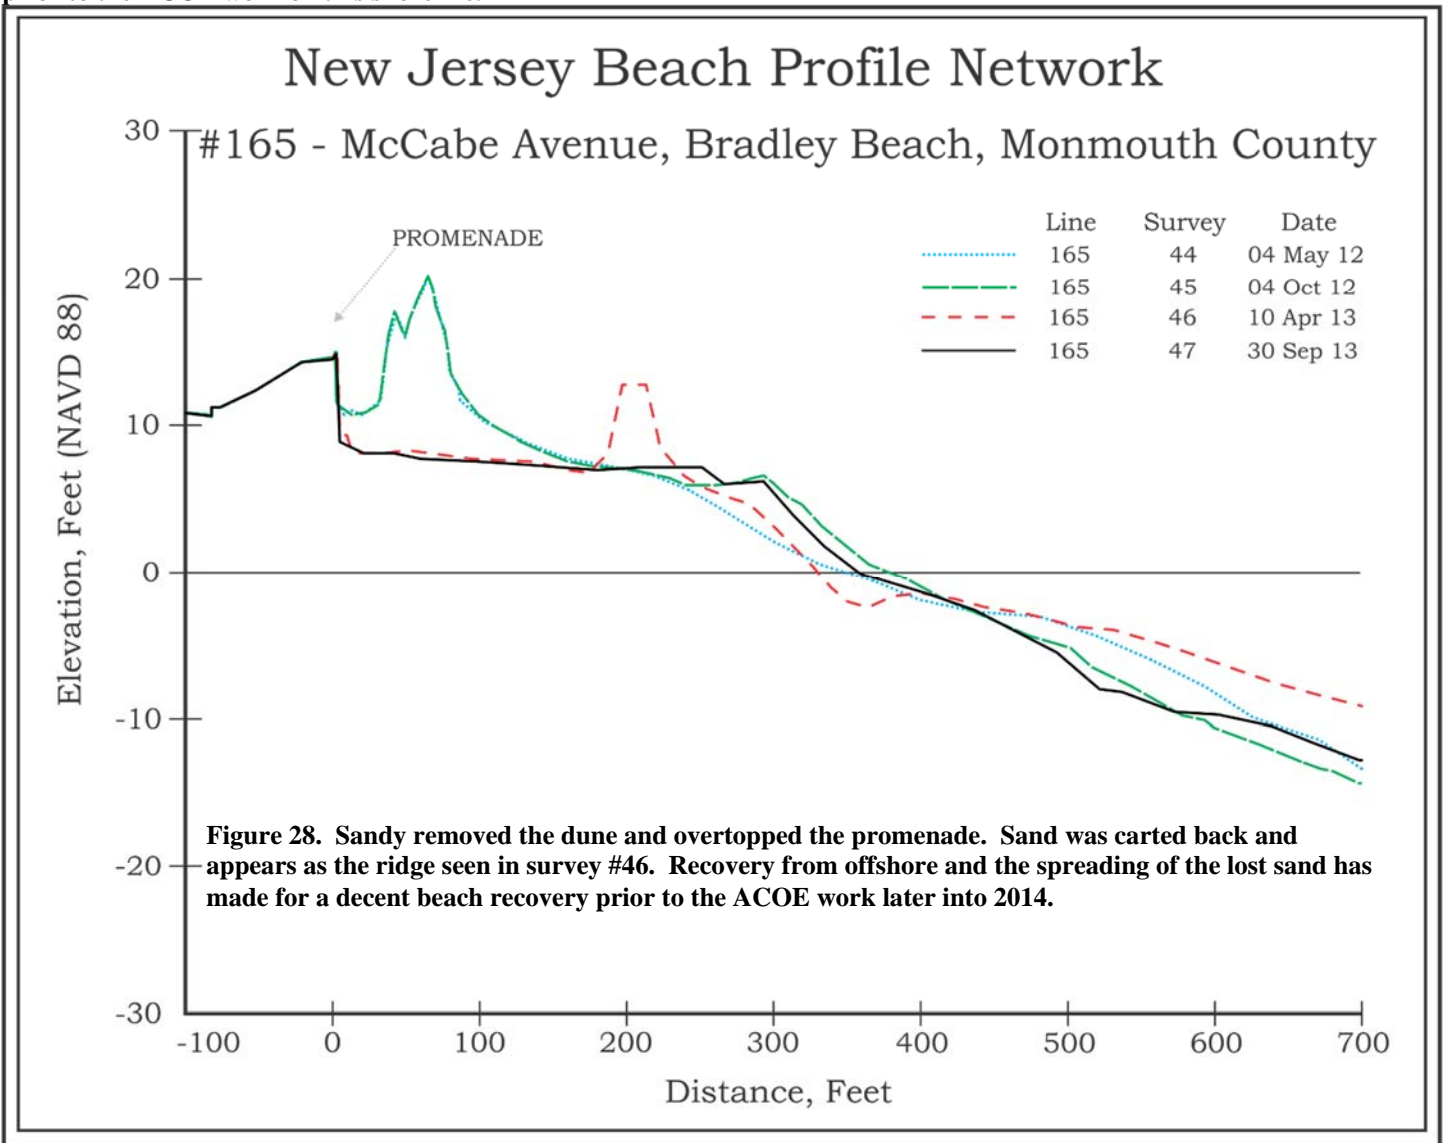 New Jersey Beach Profile Network
#165 - McCabe Avenue, Bradley Beach, Monmouth County
Line Survey Date
165 44 04 May 12
165 45 04 Oct 12
165 46 10 Apr 13
165 47 30 Sep 13
PROMENADE
Elevation, Feet (NAVD 88)
30
20
10
0
-10
-20
-30
Figure 28. Sandy removed the dune and overtopped the promenade. Sand was carted back and
appears as the ridge seen in survey #46. Recovery from offshore and the spreading of the lost sand has
made for a decent beach recovery prior to the ACOE work later into 2014.
-100 0 100 200 300 400 500 600 700
Distance, Feet